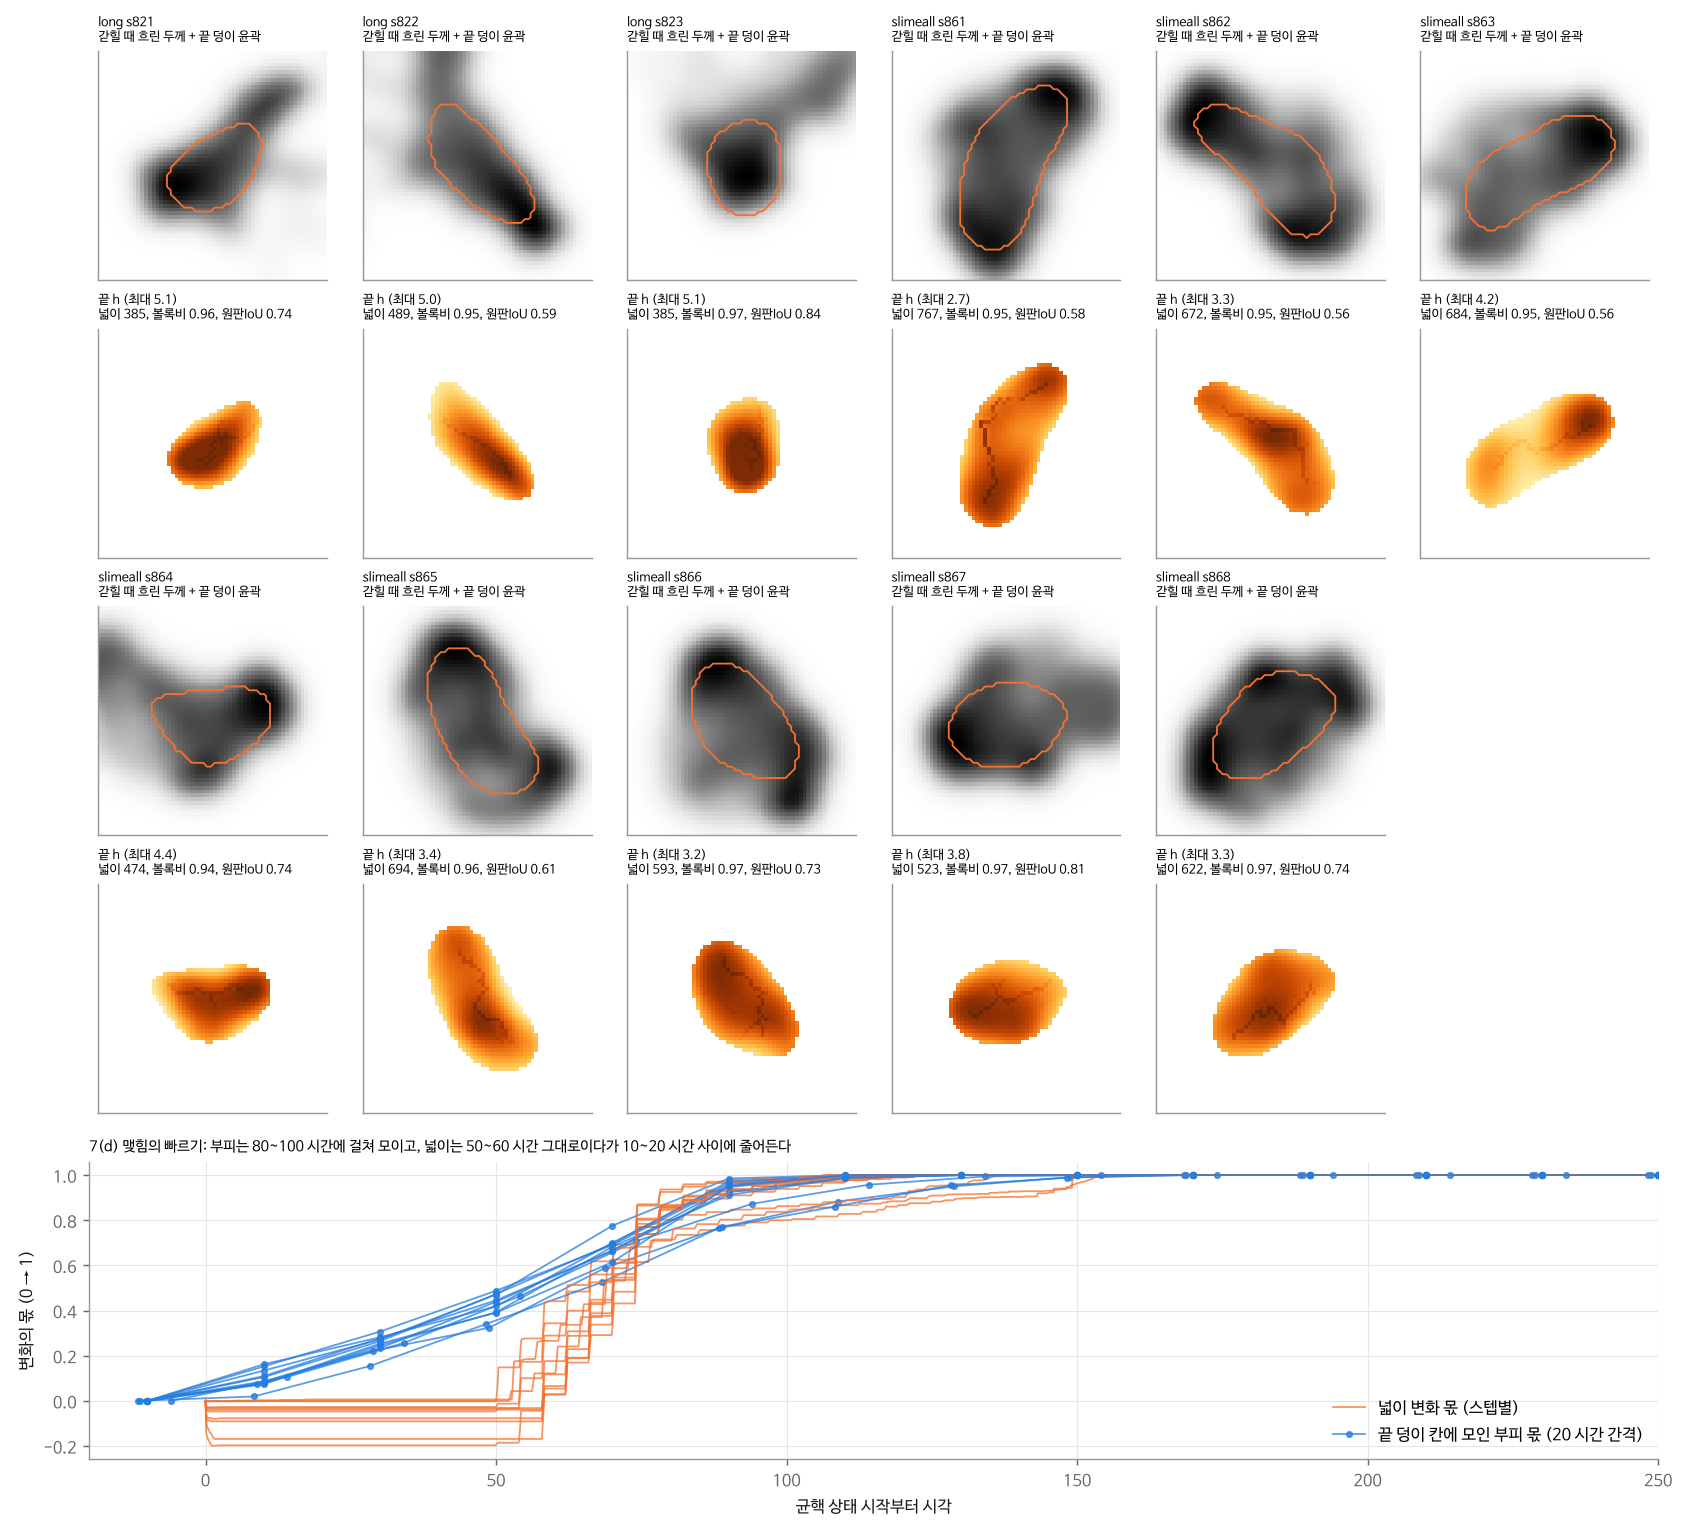 long s821
갇힐 때 흐린 두께 + 끝 덩이 윤곽
long s822
갇힐 때 흐린 두께 + 끝 덩이 윤곽
long s823
갇힐 때 흐린 두께 + 끝 덩이 윤곽
slimeall s861
갇힐 때 흐린 두께 + 끝 덩이 윤곽
slimeall s862
갇힐 때 흐린 두께 + 끝 덩이 윤곽
slimeall s863
갇힐 때 흐린 두께 + 끝 덩이 윤곽
끝 h (최대 5.1)
넓이 385, 볼록비 0.96, 원판IoU 0.74
끝 h (최대 5.0)
넓이 489, 볼록비 0.95, 원판IoU 0.59
끝 h (최대 5.1)
넓이 385, 볼록비 0.97, 원판IoU 0.84
끝 h (최대 2.7)
넓이 767, 볼록비 0.95, 원판IoU 0.58
끝 h (최대 3.3)
넓이 672, 볼록비 0.95, 원판IoU 0.56
끝 h (최대 4.2)
넓이 684, 볼록비 0.95, 원판IoU 0.56
slimeall s864
갇힐 때 흐린 두께 + 끝 덩이 윤곽
slimeall s865
갇힐 때 흐린 두께 + 끝 덩이 윤곽
slimeall s866
갇힐 때 흐린 두께 + 끝 덩이 윤곽
slimeall s867
갇힐 때 흐린 두께 + 끝 덩이 윤곽
slimeall s868
갇힐 때 흐린 두께 + 끝 덩이 윤곽
끝 h (최대 4.4)
넓이 474, 볼록비 0.94, 원판IoU 0.74
끝 h (최대 3.4)
넓이 694, 볼록비 0.96, 원판IoU 0.61
끝 h (최대 3.2)
넓이 593, 볼록비 0.97, 원판IoU 0.73
끝 h (최대 3.8)
넓이 523, 볼록비 0.97, 원판IoU 0.81
끝 h (최대 3.3)
넓이 622, 볼록비 0.97, 원판IoU 0.74
7(d) 맺힘의 빠르기: 부피는 80~100 시간에 걸쳐 모이고, 넓이는 50~60 시간 그대로이다가 10~20 시간 사이에 줄어든다
변화의 몫 (0 → 1)
1.0
0.8
0.6
0.4
0.2
0.0
−0.2
넓이 변화 몫 (스텝별)
끝 덩이 칸에 모인 부피 몫 (20 시간 간격)
0
50
100
150
200
250
균핵 상태 시작부터 시각